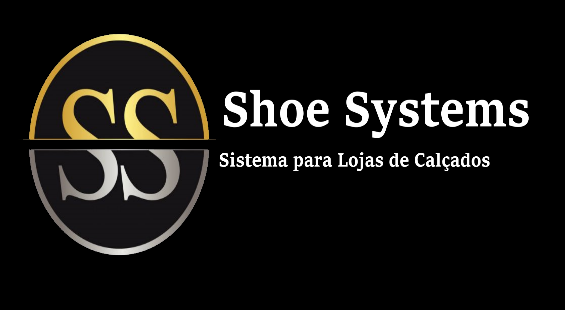 SS
Shoe Systems
Sistema para Lojas de Calçados